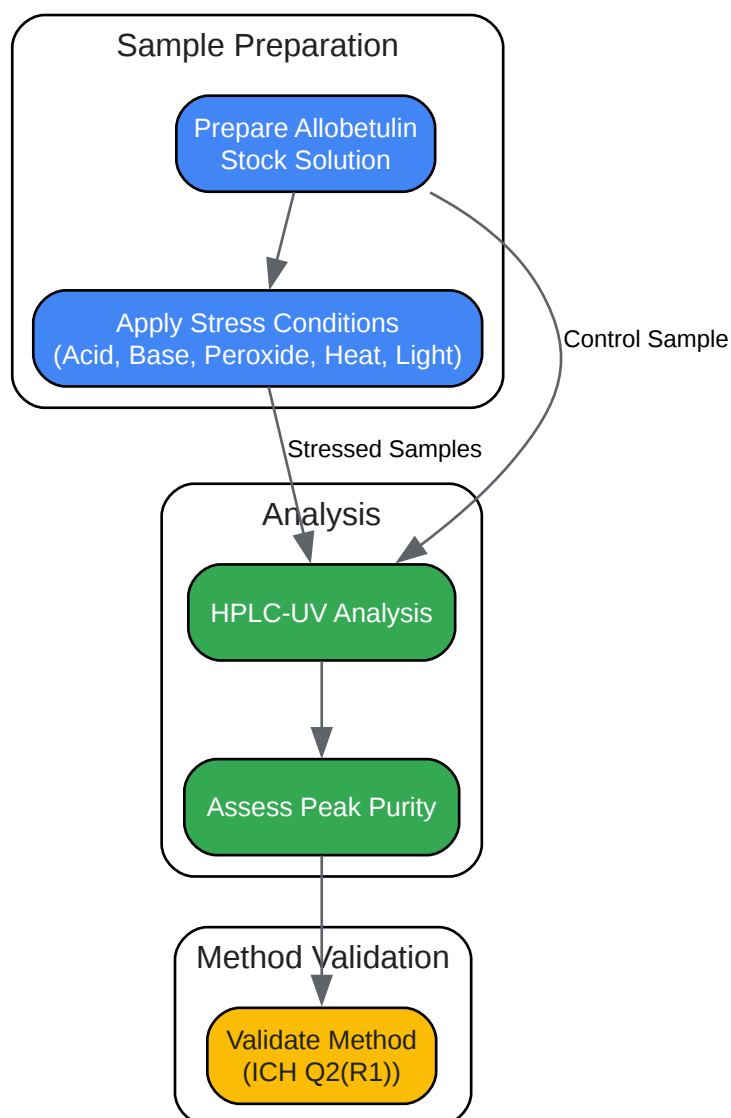 Sample Preparation
Prepare Allobetulin
Stock Solution
Apply Stress Conditions
(Acid, Base, Peroxide, Heat, Light)
Control Sample
Stressed Samples
Analysis
HPLC-UV Analysis
Assess Peak Purity
Method Validation
Validate Method
(ICH Q2(R1))